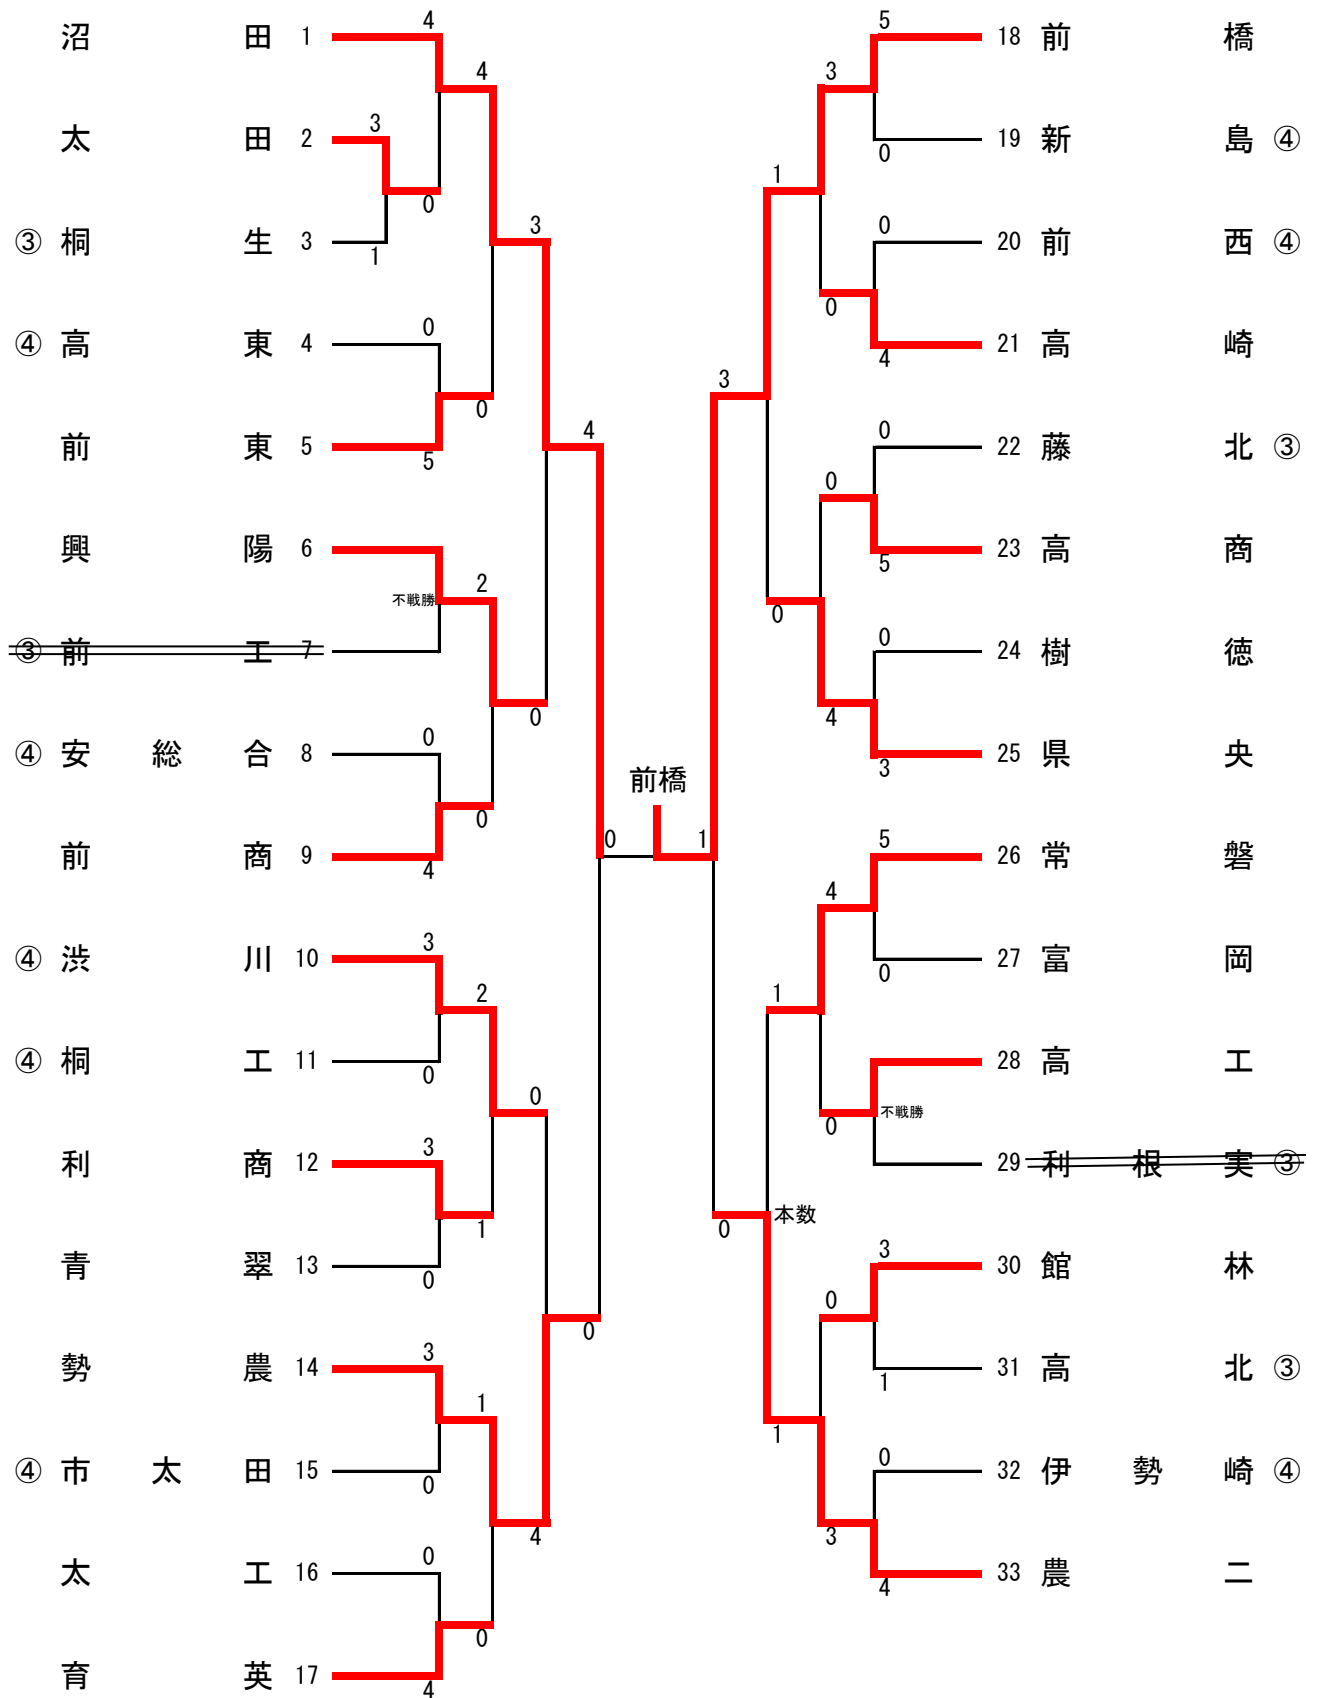 沼田 1
太田 2
③ 桐生 3
④ 高東 4
前東 5
興陽 6
③ 前工 7
④ 安総合 8
前商 9
④ 渋川 10
④ 桐工 11
利商 12
青翠 13
勢農 14
④ 市太田 15
太工 16
育英 17
4
3
1
0
4
0
5
不戦勝
0
4
3
0
3
0
3
0
0
4
4
0
2
0
2
1
1
0
3
0
0
4
4
0
0
前橋
1
3
0
1
0
1
本数
1
3
0
0
4
4
0
0
3
5
0
0
4
0
5
0
3
5
0
不戦勝
3
1
0
4
18 前橋
19 新島 ④
20 前西 ④
21 高崎
22 藤北 ③
23 高商
24 樹徳
25 県央
26 常磐
27 富岡
28 高工
29 利根実 ③
30 館林
31 高北 ③
32 伊勢崎 ④
33 農二